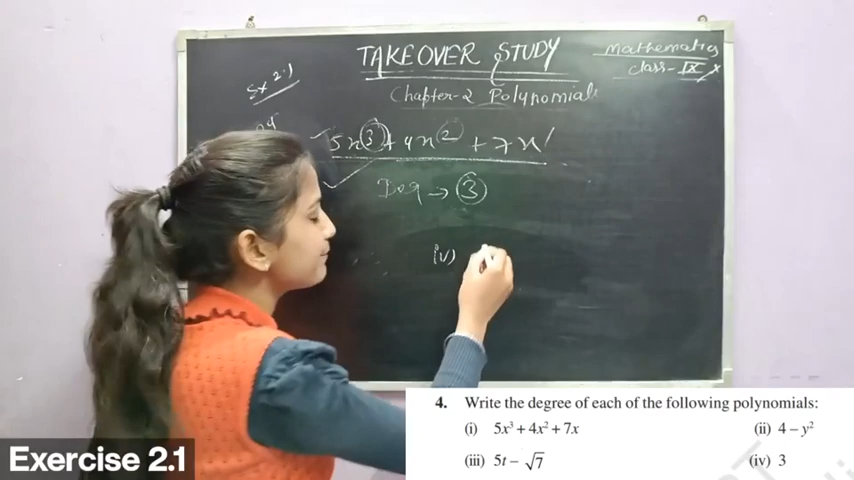 TAKEOVER STUDY
Mathematics
Class-IX
Chapter-2 Polynomials
Ex 2.1
5x³+4x²+7x¹
Deg → 3
iv)
4. Write the degree of each of the following polynomials:
(i) 5x³ + 4x² + 7x (ii) 4 – y²
(iii) 5t – √7 (iv) 3
Exercise 2.1